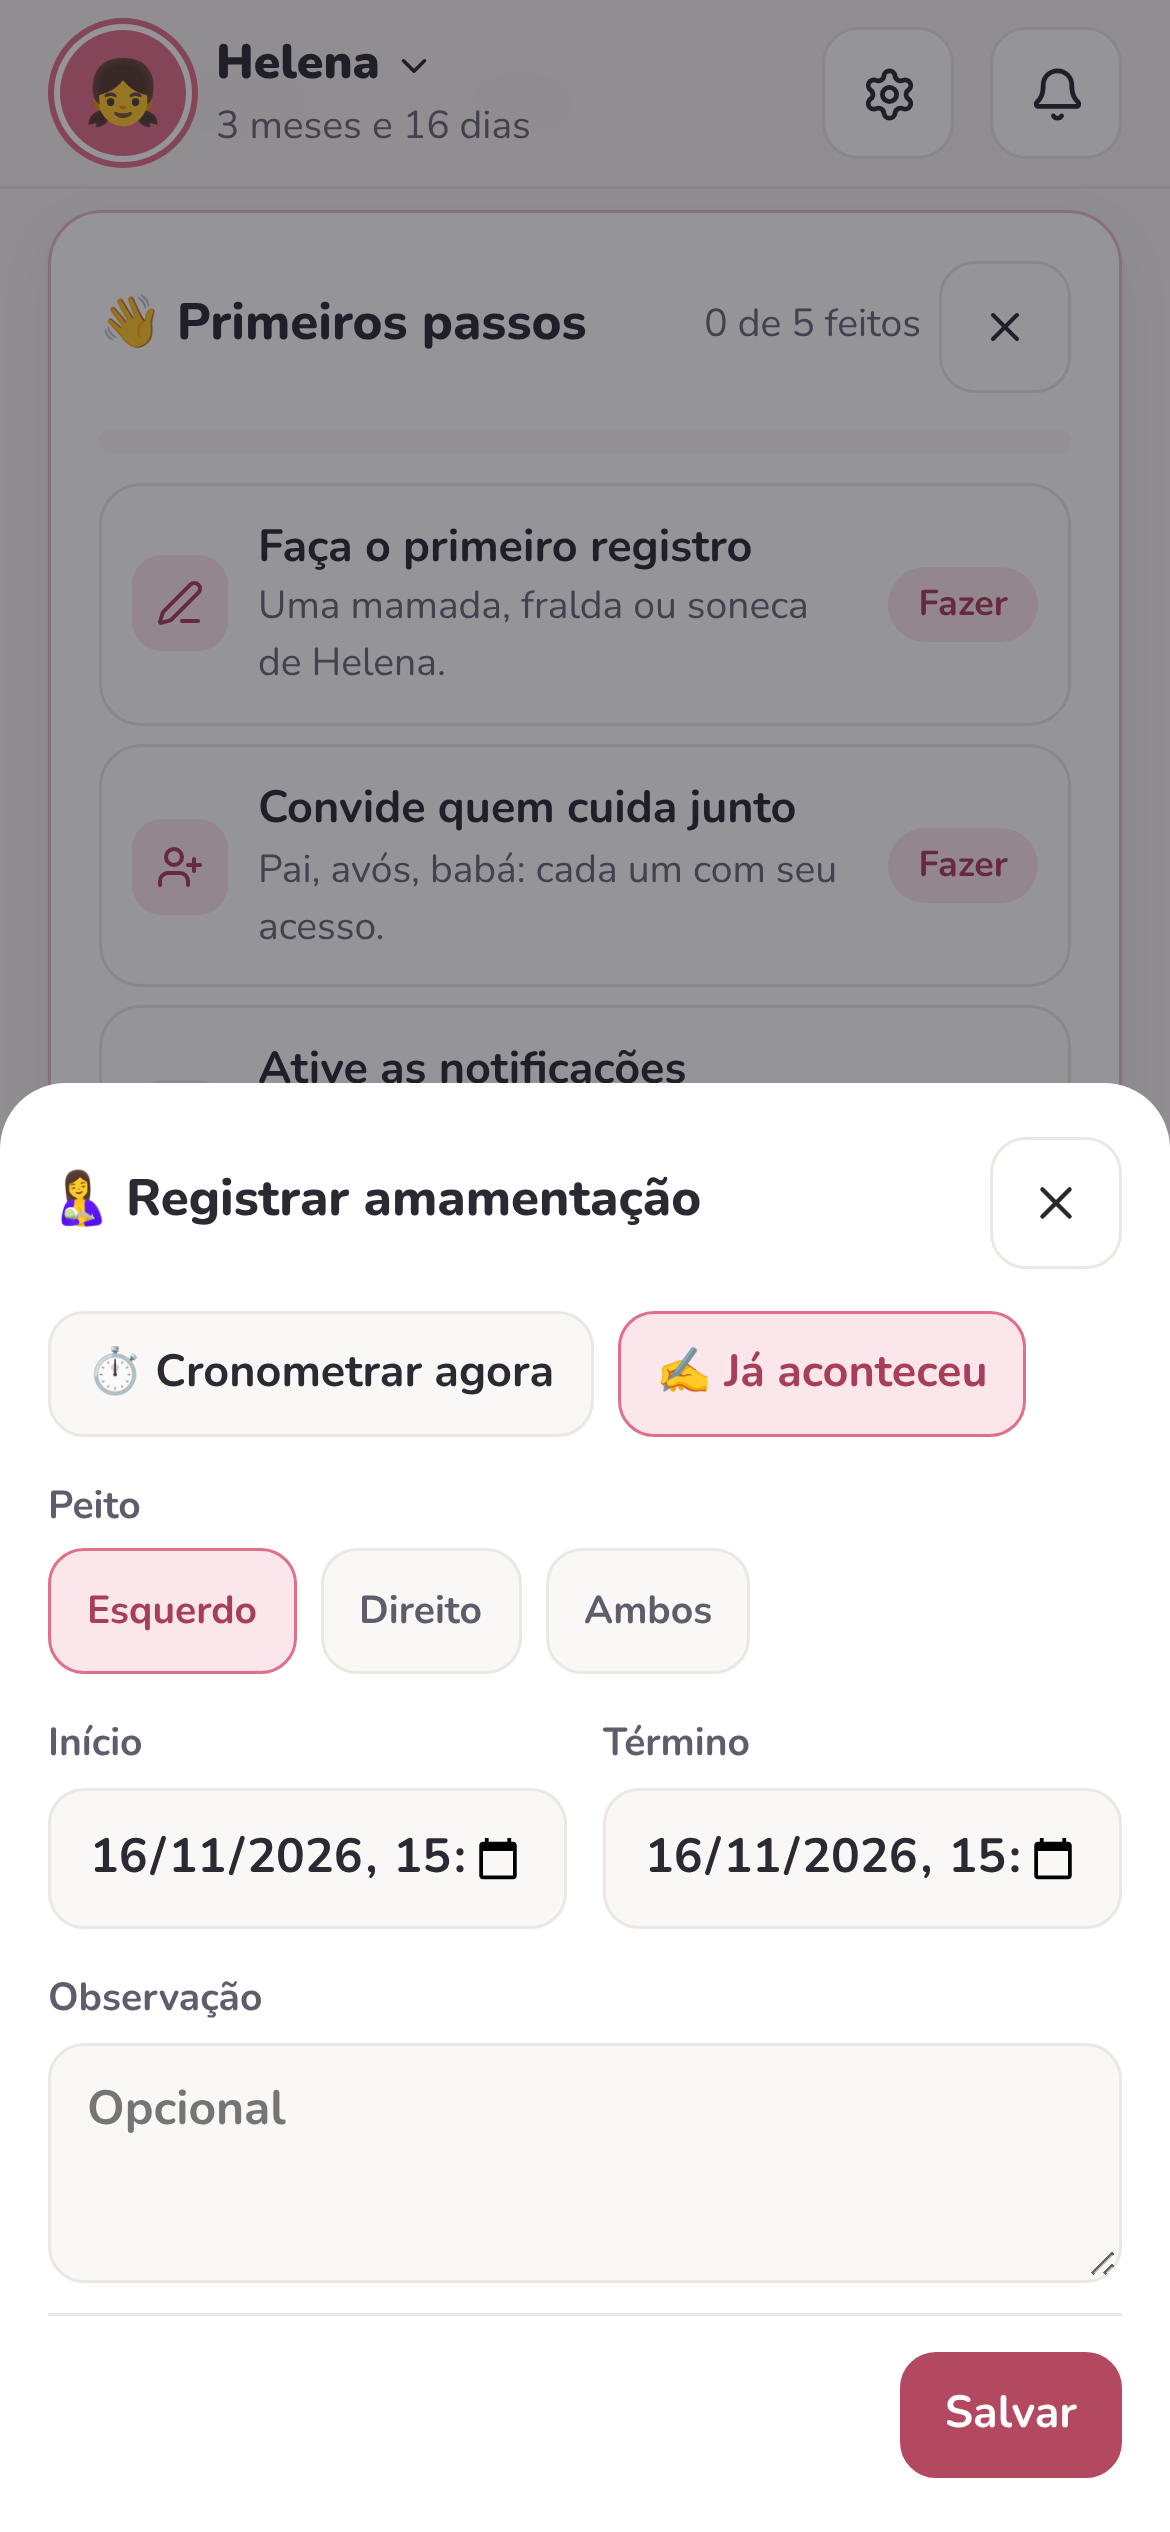 Helena
3 meses e 16 dias
👋 Primeiros passos
0 de 5 feitos
Faça o primeiro registro
Uma mamada, fralda ou soneca
de Helena.
Fazer
Convide quem cuida junto
Pai, avós, babá: cada um com seu
acesso.
Fazer
Ative as notificações
🤱 Registrar amamentação
⏱️ Cronometrar agora
✍️ Já aconteceu
Peito
Esquerdo
Direito
Ambos
Início
Término
16/11/2026, 15:
16/11/2026, 15:
Observação
Opcional
Salvar